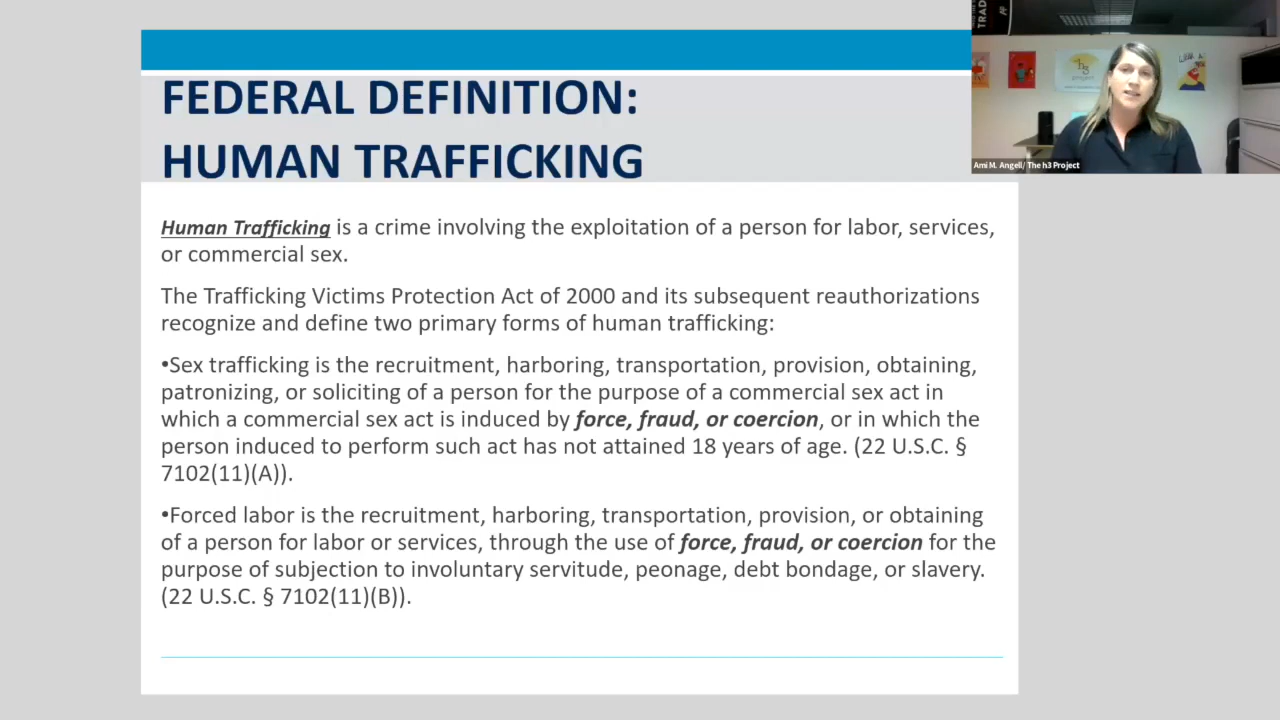 FEDERAL DEFINITION:
HUMAN TRAFFICKING
Human Trafficking is a crime involving the exploitation of a person for labor, services,
or commercial sex.
The Trafficking Victims Protection Act of 2000 and its subsequent reauthorizations
recognize and define two primary forms of human trafficking:
•Sex trafficking is the recruitment, harboring, transportation, provision, obtaining,
patronizing, or soliciting of a person for the purpose of a commercial sex act in
which a commercial sex act is induced by force, fraud, or coercion, or in which the
person induced to perform such act has not attained 18 years of age. (22 U.S.C. §
7102(11)(A)).
•Forced labor is the recruitment, harboring, transportation, provision, or obtaining
of a person for labor or services, through the use of force, fraud, or coercion for the
purpose of subjection to involuntary servitude, peonage, debt bondage, or slavery.
(22 U.S.C. § 7102(11)(B)).
TRAD
Ami M. Angell/ The h3 Project